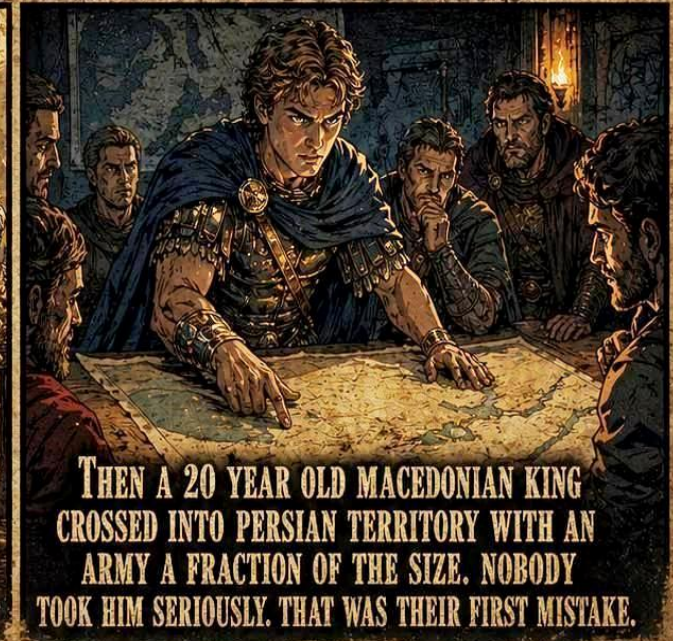 THEN A 20 YEAR OLD MACEDONIAN KING
CROSSED INTO PERSIAN TERRITORY WITH AN
ARMY A FRACTION OF THE SIZE. NOBODY
TOOK HIM SERIOUSLY. THAT WAS THEIR FIRST MISTAKE.